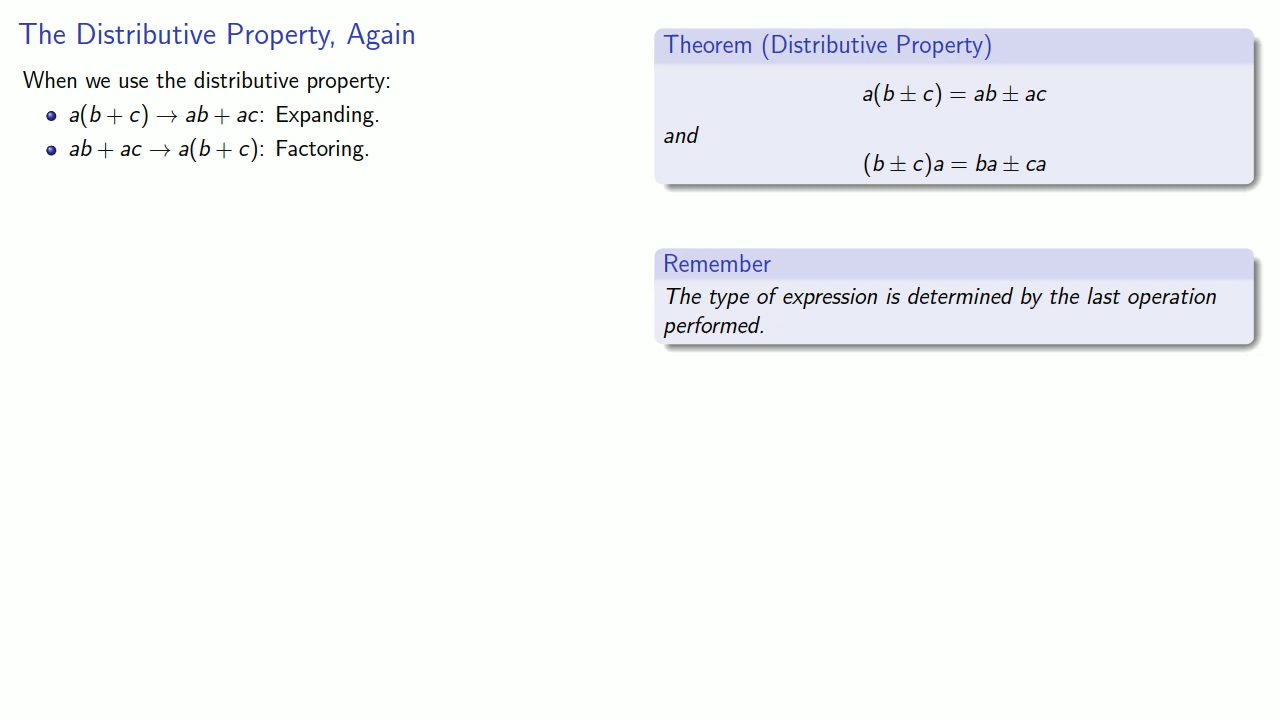 The Distributive Property, Again
When we use the distributive property:
a(b + c) → ab + ac: Expanding.
ab + ac → a(b + c): Factoring.
Theorem (Distributive Property)
a(b ± c) = ab ± ac
and
(b ± c)a = ba ± ca
Remember
The type of expression is determined by the last operation
performed.